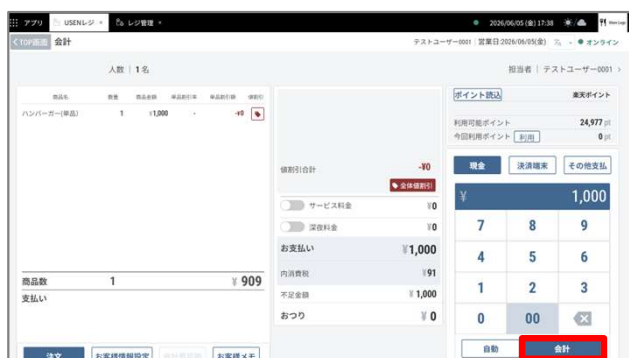 アプリ USENレジ × レジ管理 × 2026/06/05(金) 17:38
<TOP画面 会計 テストユーザー0001 営業日:2026/06/05(金) オンライン
人数 1 名 担当者 テストユーザー0001 >
商品名 数量 商品金額 単品割引率 単品割引額 値割引
ハンバーガー(単品) 1 ¥1,000 - -¥0
商品数 1 ¥ 909
支払い
注文 お客様情報設定 お客様メモ
値割引合計 -¥0
全体値割引
サービス料金 ¥0
深夜料金 ¥0
お支払い ¥1,000
内消費税 ¥91
不足金額 ¥ 1,000
おつり ¥ 0
ポイント読込 楽天ポイント
利用可能ポイント 24,977 pt
今回利用ポイント 利用 0 pt
現金 決済端末 その他支払
¥ 1,000
7 8 9
4 5 6
1 2 3
0 00
自動 会計